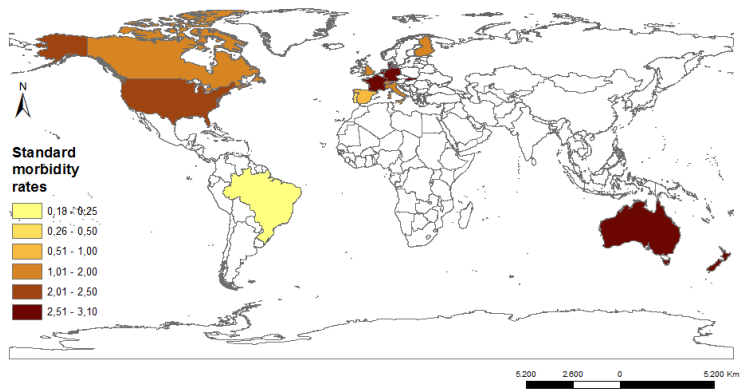 N
Standard
morbidity
rates
0,18 - 0,25
0,26 - 0,50
0,51 - 1,00
1,01 - 2,00
2,01 - 2,50
2,51 - 3,10
5.200 2.600 0 5.200 Km